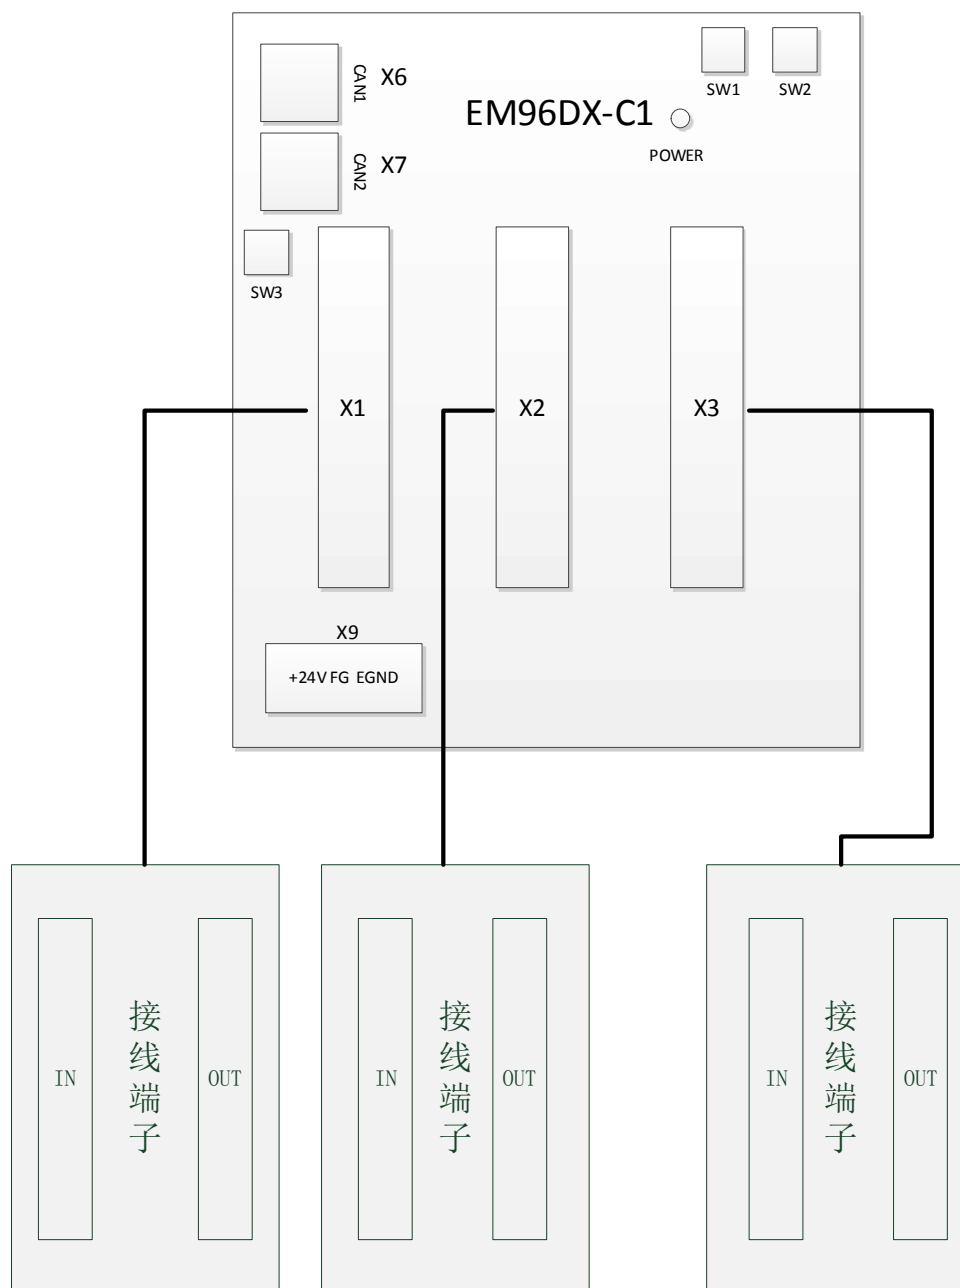 CAN1
X6
SW1
SW2
EM96DX-C1
POWER
CAN2
X7
SW3
X1
X2
X3
X9
+24V FG EGND
IN
接线端子
OUT
IN
接线端子
OUT
IN
接线端子
OUT